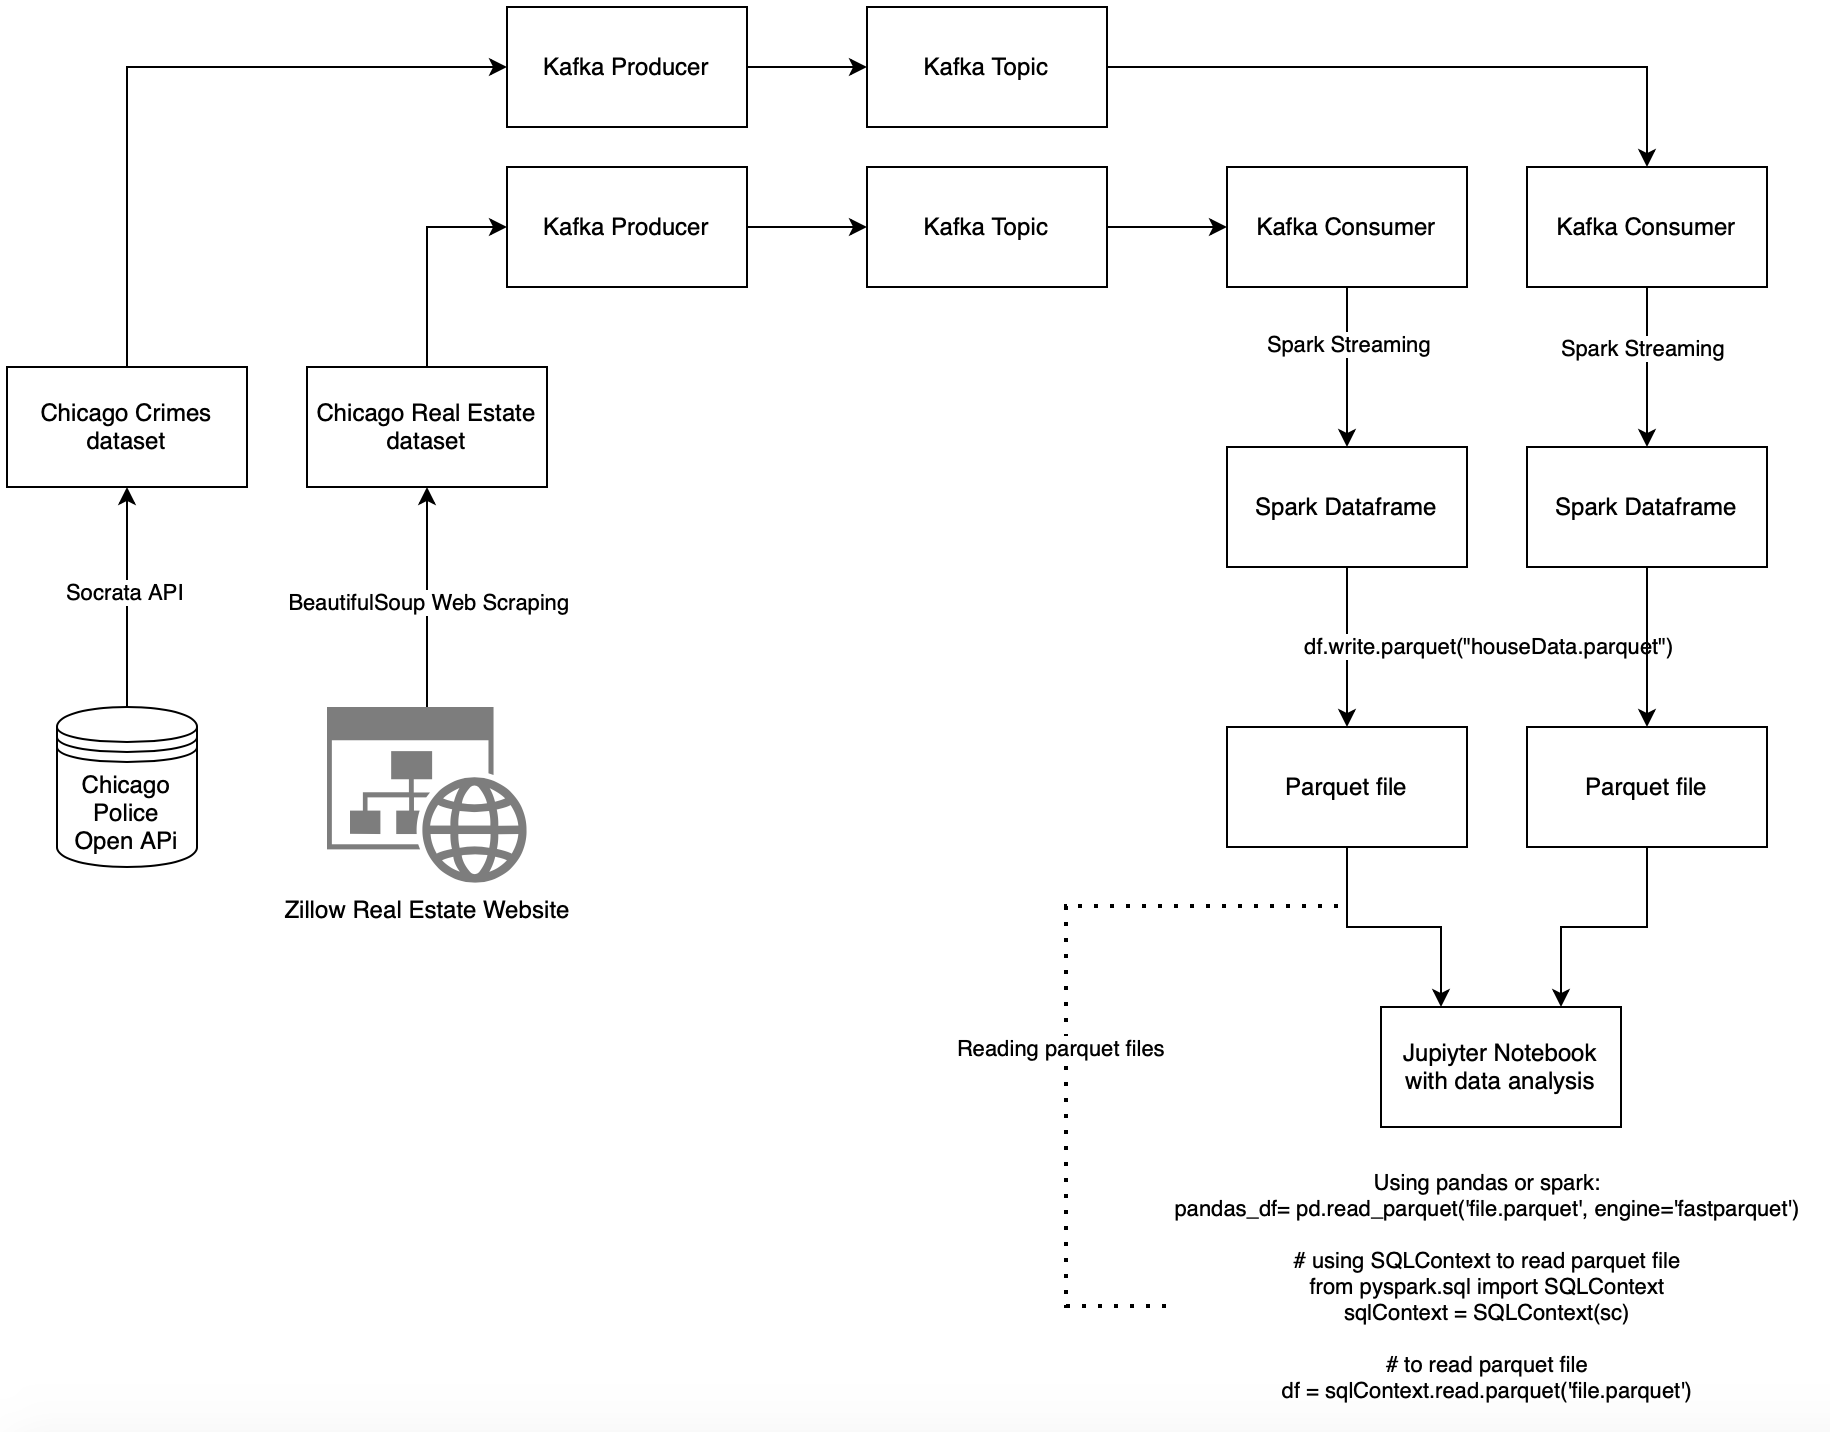 Kafka Producer
Kafka Topic
Kafka Producer
Kafka Topic
Kafka Consumer
Kafka Consumer
Spark Streaming
Spark Streaming
Chicago Crimes
dataset
Chicago Real Estate
dataset
Spark Dataframe
Spark Dataframe
Socrata API
BeautifulSoup Web Scraping
df.write.parquet("houseData.parquet")
Chicago
Police
Open APi
Parquet file
Parquet file
Zillow Real Estate Website
Reading parquet files
Jupiyter Notebook
with data analysis
Using pandas or spark:
pandas_df= pd.read_parquet('file.parquet', engine='fastparquet')
# using SQLContext to read parquet file
from pyspark.sql import SQLContext
sqlContext = SQLContext(sc)
# to read parquet file
df = sqlContext.read.parquet('file.parquet')